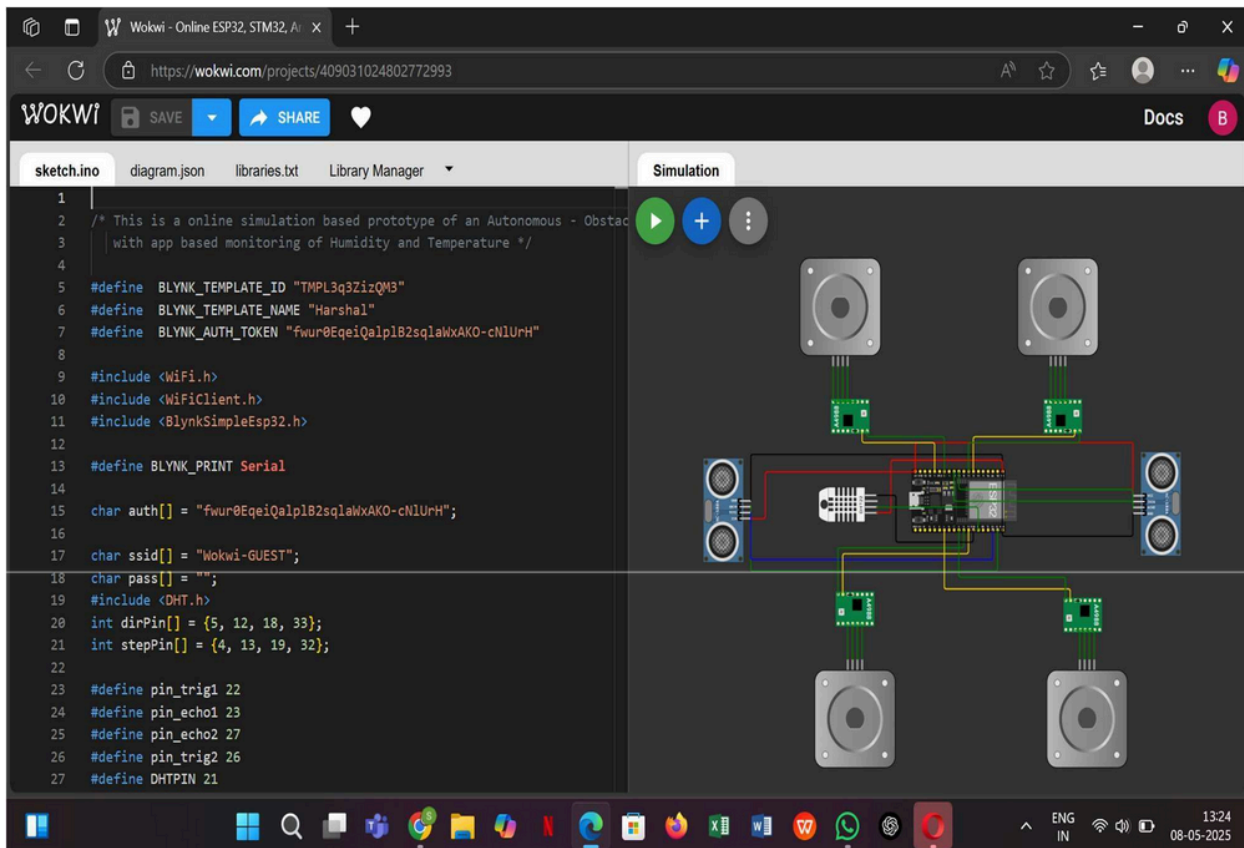 Wokwi - Online ESP32, STM32, A
https://wokwi.com/projects/409031024802772993
WOKWi SAVE SHARE Docs B
sketch.ino diagram.json libraries.txt Library Manager
Simulation
1
2 /* This is a online simulation based prototype of an Autonomous - Obstac
3 with app based monitoring of Humidity and Temperature */
4
5 #define BLYNK_TEMPLATE_ID "TMPL3q3ZizQM3"
6 #define BLYNK_TEMPLATE_NAME "Harshal"
7 #define BLYNK_AUTH_TOKEN "fwur0EqeiQalplB2sqlaWxAKO-cNlUrH"
8
9 #include <WiFi.h>
10 #include <WiFiClient.h>
11 #include <BlynkSimpleEsp32.h>
12
13 #define BLYNK_PRINT Serial
14
15 char auth[] = "fwur0EqeiQalplB2sqlaWxAKO-cNlUrH";
16
17 char ssid[] = "Wokwi-GUEST";
18 char pass[] = "";
19 #include <DHT.h>
20 int dirPin[] = {5, 12, 18, 33};
21 int stepPin[] = {4, 13, 19, 32};
22
23 #define pin_trig1 22
24 #define pin_echo1 23
25 #define pin_echo2 27
26 #define pin_trig2 26
27 #define DHTPIN 21
A4988
A4988
ESP32
A4988
A4988
ENG
IN
13:24
08-05-2025